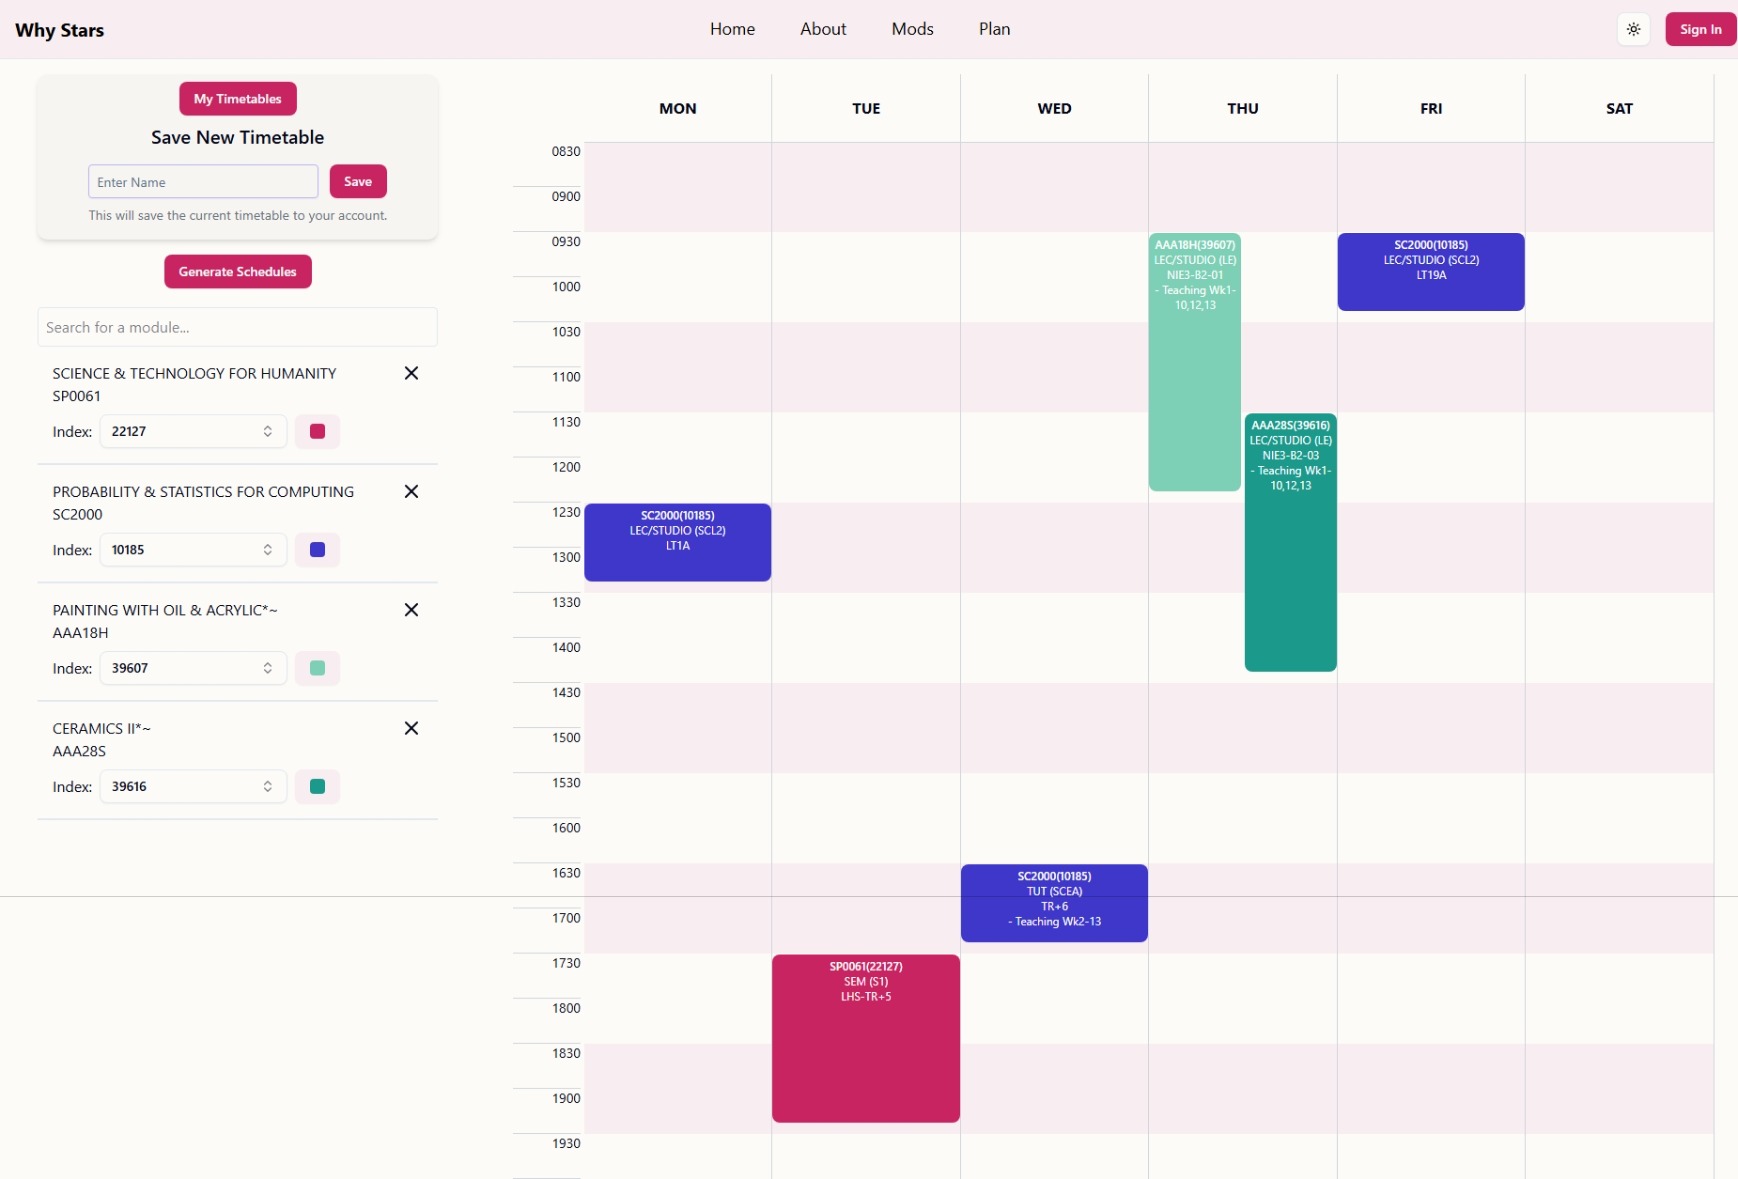 Why Stars
Home
About
Mods
Plan
Sign In
My Timetables
Save New Timetable
Enter Name
Save
This will save the current timetable to your account.
Generate Schedules
Search for a module...
SCIENCE & TECHNOLOGY FOR HUMANITY
SP0061
Index: 22127
PROBABILITY & STATISTICS FOR COMPUTING
SC2000
Index: 10185
PAINTING WITH OIL & ACRYLIC*~
AAA18H
Index: 39607
CERAMICS II*~
AAA28S
Index: 39616
MON
TUE
WED
THU
FRI
SAT
0830
0900
0930
1000
1030
1100
1130
1200
1230
1300
1330
1400
1430
1500
1530
1600
1630
1700
1730
1800
1830
1900
1930
SC2000(10185)
LEC/STUDIO (SCL2)
LT1A
SP0061(22127)
SEM (S1)
LHS-TR+5
SC2000(10185)
TUT (SCEA)
TR+6
- Teaching Wk2-13
AAA18H(39607)
LEC/STUDIO (LE)
NIE3-B2-01
- Teaching Wk1-
10,12,13
AAA28S(39616)
LEC/STUDIO (LE)
NIE3-B2-03
- Teaching Wk1-
10,12,13
SC2000(10185)
LEC/STUDIO (SCL2)
LT19A